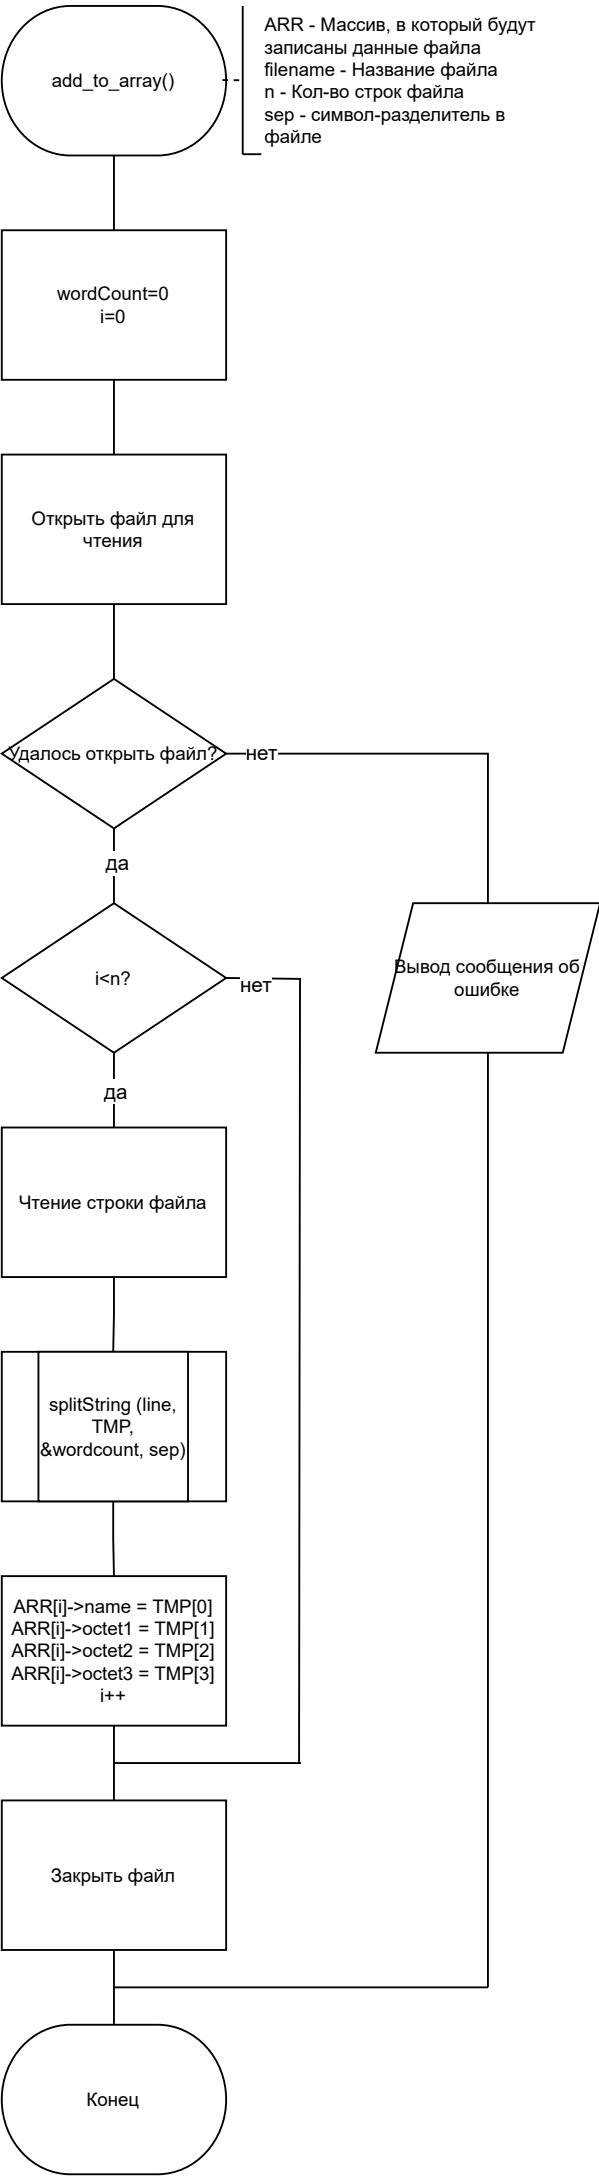 add_to_array()
ARR - Массив, в который будут
записаны данные файла
filename - Название файла
n - Кол-во строк файла
sep - символ-разделитель в
файле
wordCount=0
i=0
Открыть файл для
чтения
Удалось открыть файл?
нет
да
i<n?
нет
Вывод сообщения об
ошибке
да
Чтение строки файла
splitString (line,
TMP,
&wordcount, sep)
ARR[i]->name = TMP[0]
ARR[i]->octet1 = TMP[1]
ARR[i]->octet2 = TMP[2]
ARR[i]->octet3 = TMP[3]
i++
Закрыть файл
Конец